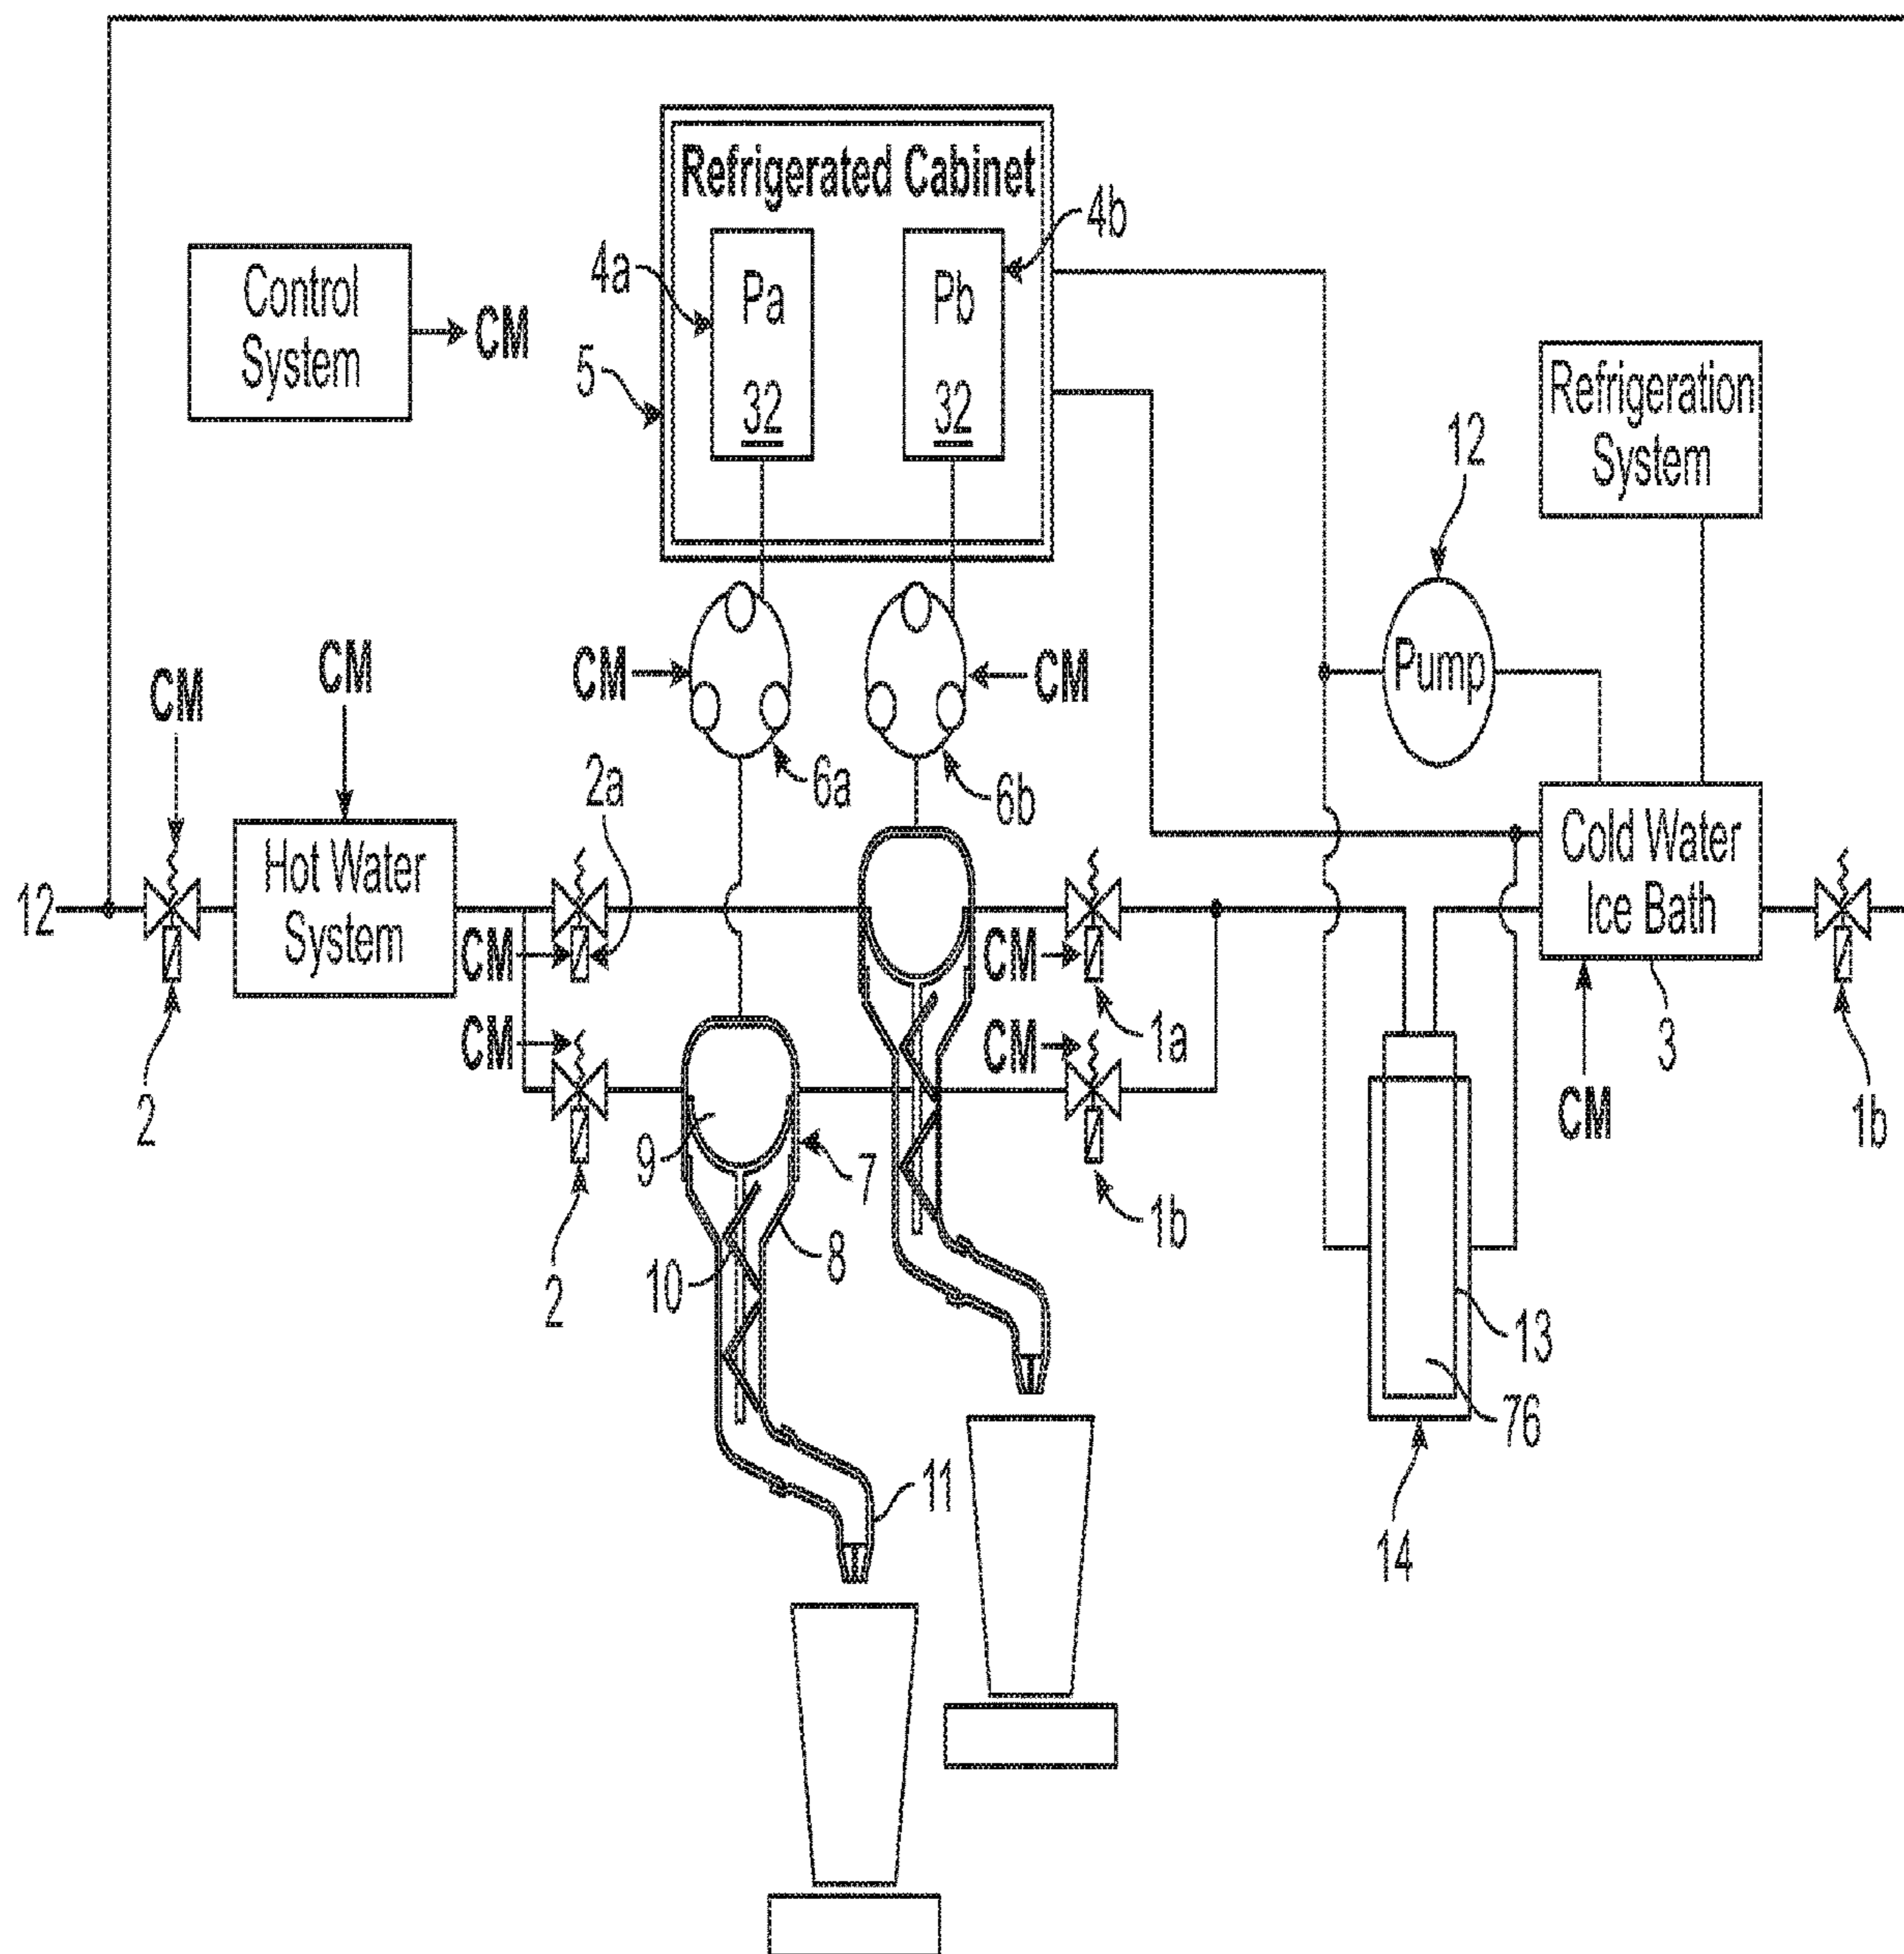 Refrigerated Cabinet
4b
4a
Pa
Pb
32
32
5
Control
System
CM
Refrigeration
System
12
Pump
CM
CM
CM
CM
6a
6b
2a
12
Hot Water
System
Cold Water
Ice Bath
CM
CM
CM
CM
1a
3
2
CM
1b
9
7
1b
2
10
8
13
76
11
14